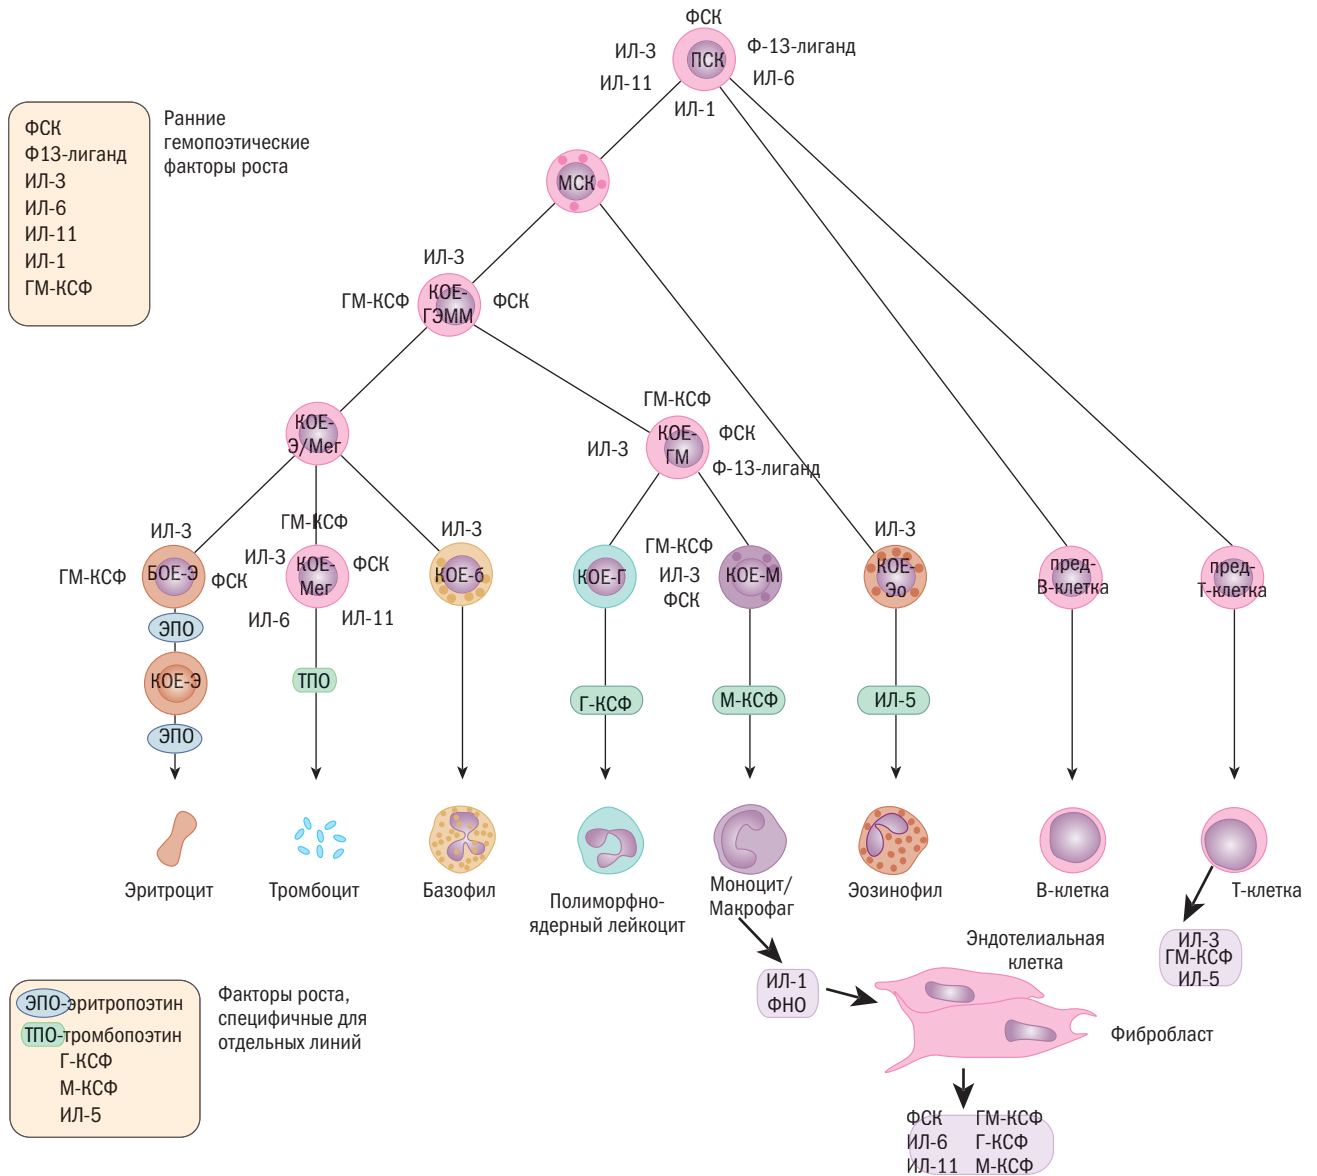 ФСК
ИЛ-3
Ф-13-лиганд
ПСК
ИЛ-11
ИЛ-6
ИЛ-1
ФСК
Ф13-лиганд
ИЛ-3
ИЛ-6
ИЛ-11
ИЛ-1
ГМ-КСФ
Ранние
гемопоэтические
факторы роста
МСК
ИЛ-3
ГМ-КСФ
КОЕ-
ГЭММ
ФСК
КОЕ-
Э/Мег
ГМ-КСФ
ИЛ-3
КОЕ-
ГМ
ФСК
Ф-13-лиганд
ИЛ-3
ГМ-КСФ
БОЕ-Э
ФСК
ЭПО
КОЕ-Э
ЭПО
ГМ-КСФ
ИЛ-3
КОЕ-
Мег
ФСК
ИЛ-6
ИЛ-11
ТПО
ИЛ-3
КОЕ-б
КОЕ-Г
Г-КСФ
ГМ-КСФ
ИЛ-3
ФСК
КОЕ-М
М-КСФ
ИЛ-3
КОЕ-
Эо
ИЛ-5
пред-
В-клетка
пред-
Т-клетка
Эритроцит
Тромбоцит
Базофил
Полиморфно-
ядерный лейкоцит
Моноцит/
Макрофаг
Эозинофил
В-клетка
Т-клетка
ИЛ-3
ГМ-КСФ
ИЛ-5
ИЛ-1
ФНО
Эндотелиальная
клетка
Фибробласт
ФСК ГМ-КСФ
ИЛ-6 Г-КСФ
ИЛ-11 М-КСФ
ЭПО-эритропоэтин
ТПО-тромбопоэтин
Г-КСФ
М-КСФ
ИЛ-5
Факторы роста,
специфичные для
отдельных линий